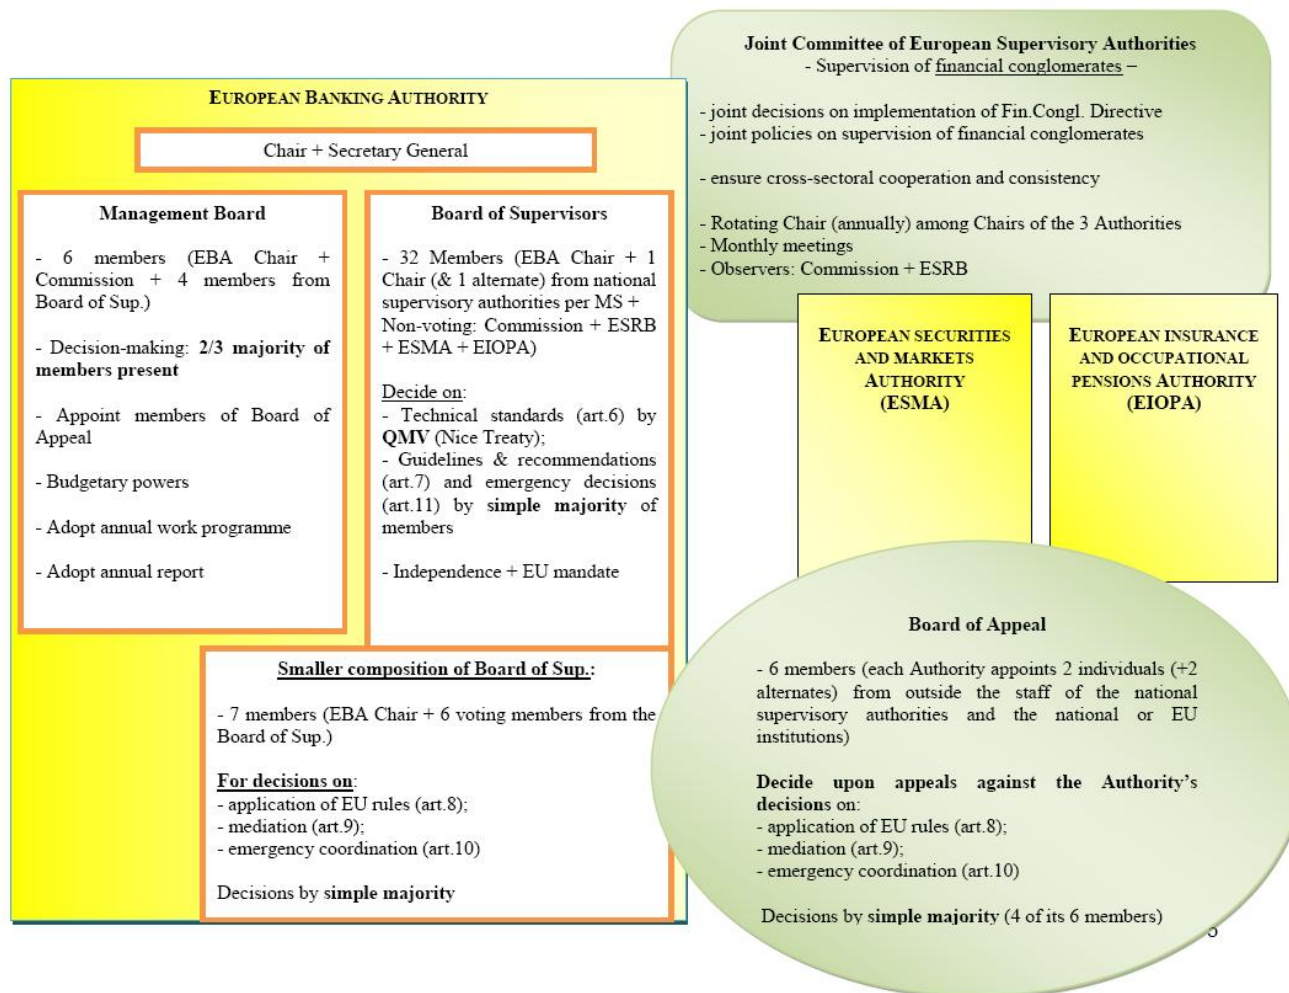 EUROPEAN BANKING AUTHORITY
Chair + Secretary General
Management Board
- 6 members (EBA Chair +
Commission + 4 members from
Board of Sup.)
- Decision-making: 2/3 majority of
members present
- Appoint members of Board of
Appeal
- Budgetary powers
- Adopt annual work programme
- Adopt annual report
Board of Supervisors
- 32 Members (EBA Chair + 1
Chair (& 1 alternate) from national
supervisory authorities per MS +
Non-voting: Commission + ESRB
+ ESMA + EIOPA)
Decide on:
- Technical standards (art.6) by
QMV (Nice Treaty);
- Guidelines & recommendations
(art.7) and emergency decisions
(art.11) by simple majority of
members
- Independence + EU mandate
Smaller composition of Board of Sup.:
- 7 members (EBA Chair + 6 voting members from the
Board of Sup.)
For decisions on:
- application of EU rules (art.8);
- mediation (art.9);
- emergency coordination (art.10)
Decisions by simple majority
Joint Committee of European Supervisory Authorities
- Supervision of financial conglomerates –
- joint decisions on implementation of Fin.Congl. Directive
- joint policies on supervision of financial conglomerates
- ensure cross-sectoral cooperation and consistency
- Rotating Chair (annually) among Chairs of the 3 Authorities
- Monthly meetings
- Observers: Commission + ESRB
EUROPEAN SECURITIES
AND MARKETS
AUTHORITY
(ESMA)
EUROPEAN INSURANCE
AND OCCUPATIONAL
PENSIONS AUTHORITY
(EIOPA)
Board of Appeal
- 6 members (each Authority appoints 2 individuals (+2
alternates) from outside the staff of the national
supervisory authorities and the national or EU
institutions)
Decide upon appeals against the Authority's
decisions on:
- application of EU rules (art.8);
- mediation (art.9);
- emergency coordination (art.10)
Decisions by simple majority (4 of its 6 members)